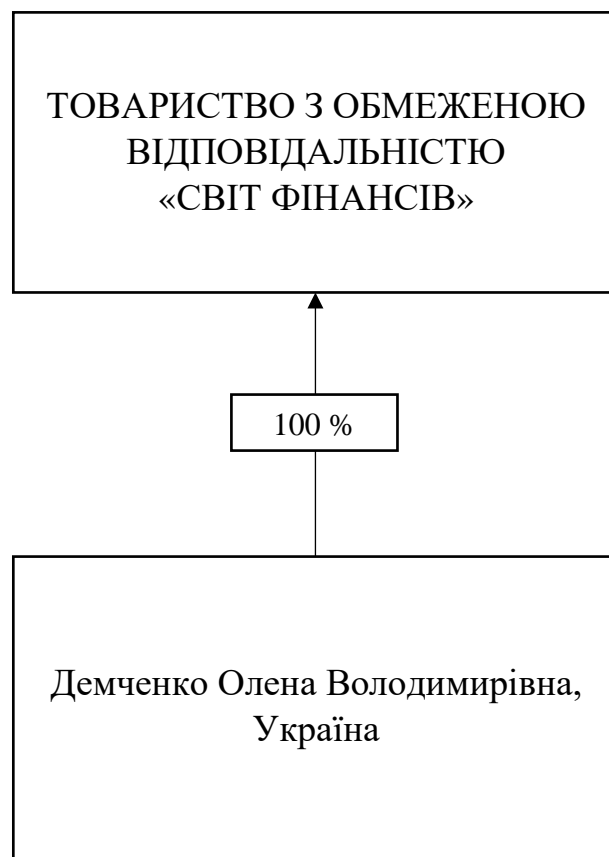 ТОВАРИСТВО З ОБМЕЖЕНОЮ
ВІДПОВІДАЛЬНІСТЮ
«СВІТ ФІНАНСІВ»
100 %
Демченко Олена Володимирівна,
Україна